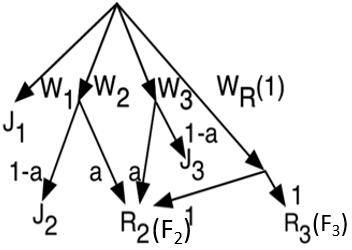 W1 W2 W3 WR(1)
J1
1-a
1-a a a J3 1
J2 R2(F2) 1 R3(F3)